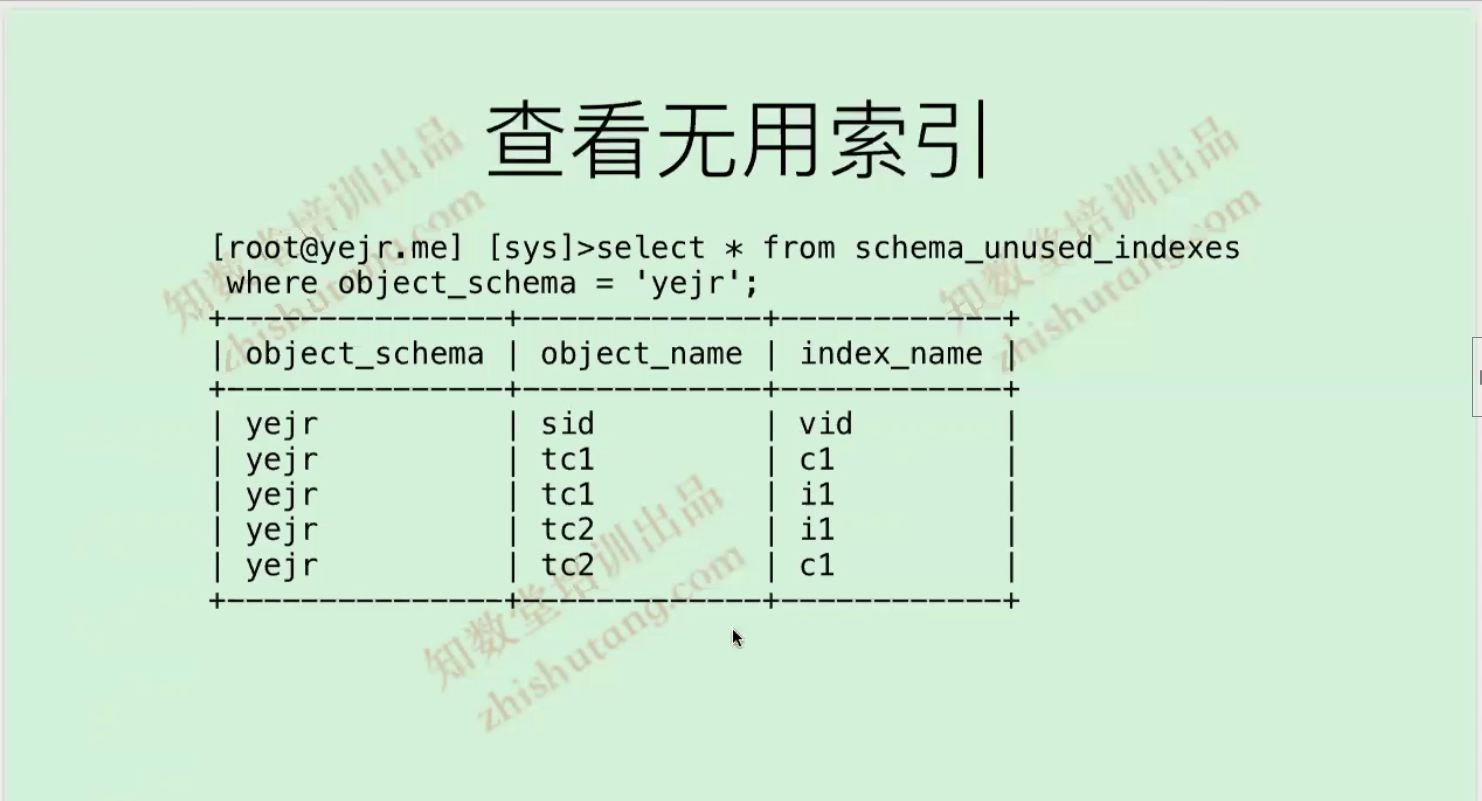 查看无用索引
[root@yejr.me] [sys]>select * from schema_unused_indexes
where object_schema = 'yejr';
+---------------+-------------+------------+
| object_schema | object_name | index_name |
+---------------+-------------+------------+
| yejr | sid | vid |
| yejr | tc1 | c1 |
| yejr | tc1 | i1 |
| yejr | tc2 | i1 |
| yejr | tc2 | c1 |
+---------------+-------------+------------+
知数堂培训出品
zhishutang.com
知数堂培训出品
zhishutang.com
知数堂培训出品
zhishutang.com